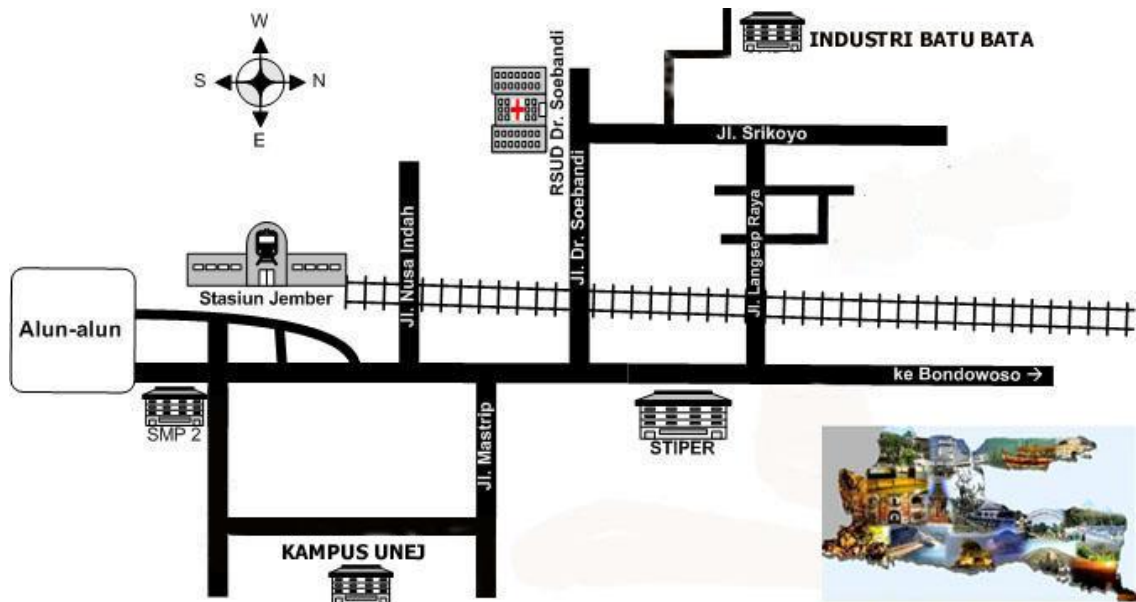 W
INDUSTRI BATU BATA
S
N
E
RSUD Dr. Soebandi
Jl. Srikoyo
Jl. Nusa Indah
Jl. Dr. Soebandi
Jl. Langsep Raya
Stasiun Jember
Alun-alun
ke Bondowoso →
SMP 2
Jl. Mastrip
STIPER
KAMPUS UNEJ